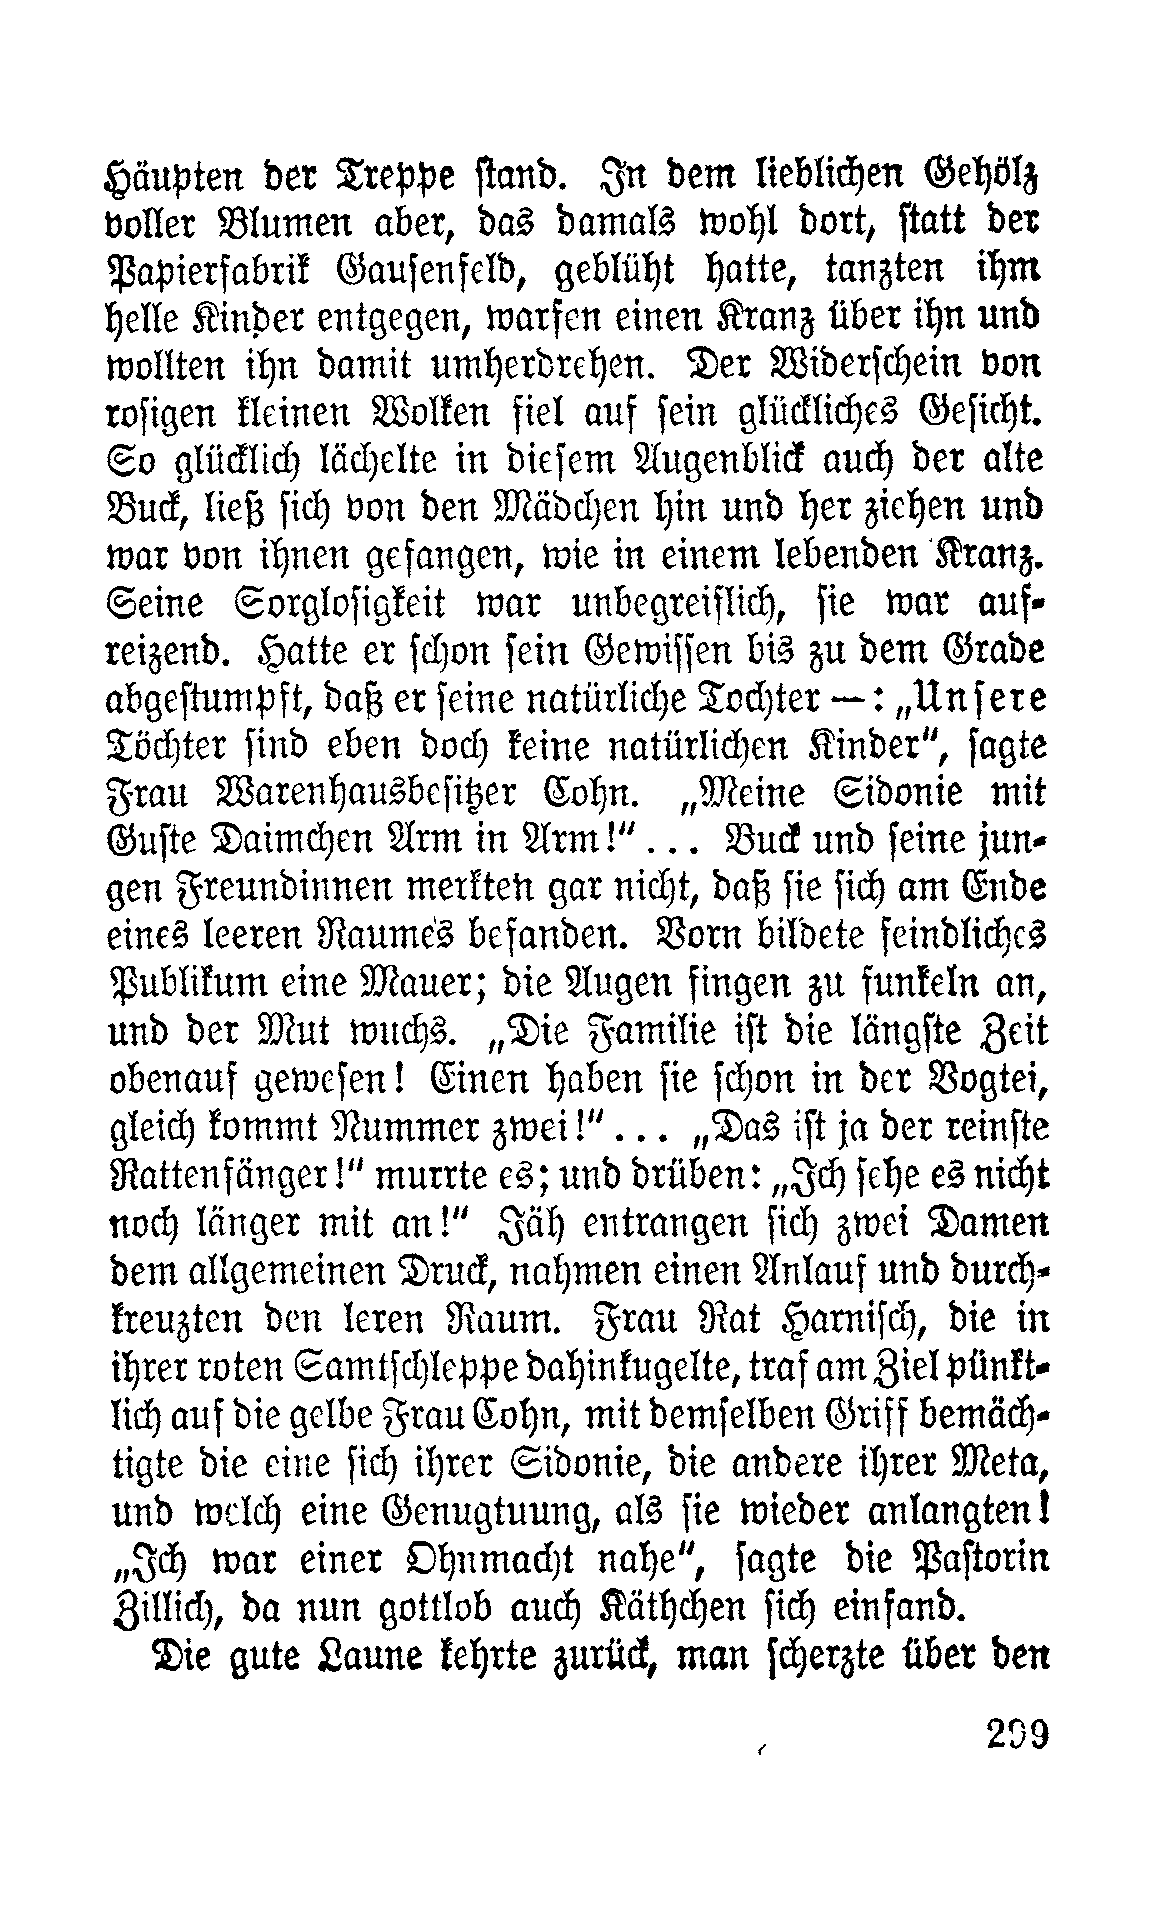 Häupten der Treppe stand. In dem lieblichen Gehölz
voller Blumen aber, das damals wohl dort, statt der
Papierfabrik Gausenfeld, geblüht hatte, tanzten ihm
helle Kinder entgegen, warfen einen Kranz über ihn und
wollten ihn damit umherdrehen. Der Widerschein von
rosigen kleinen Wolken fiel auf sein glückliches Gesicht.
So glücklich lächelte in diesem Augenblick auch der alte
Buck, ließ sich von den Mädchen hin und her ziehen und
war von ihnen gefangen, wie in einem lebenden Kranz.
Seine Sorglosigkeit war unbegreiflich, sie war auf-
reizend. Hatte er schon sein Gewissen bis zu dem Grade
abgestumpft, daß er seine natürliche Tochter —: „Unsere
Töchter sind eben doch keine natürlichen Kinder“, sagte
Frau Warenhausbesitzer Cohn. „Meine Sidonie mit
Guste Daimchen Arm in Arm!“ ... Buck und seine jun-
gen Freundinnen merkten gar nicht, daß sie sich am Ende
eines leeren Raumes befanden. Vorn bildete feindliches
Publikum eine Mauer; die Augen fingen zu funkeln an,
und der Mut wuchs. „Die Familie ist die längste Zeit
obenauf gewesen! Einen haben sie schon in der Vogtei,
gleich kommt Nummer zwei!“ ... „Das ist ja der reinste
Rattenfänger!“ murrte es; und drüben: „Ich sehe es nicht
noch länger mit an!“ Jäh entrangen sich zwei Damen
dem allgemeinen Druck, nahmen einen Anlauf und durch-
kreuzten den leren Raum. Frau Rat Harnisch, die in
ihrer roten Samtschleppe dahinkugelte, traf am Ziel pünkt-
lich auf die gelbe Frau Cohn, mit demselben Griff bemäch-
tigte die eine sich ihrer Sidonie, die andere ihrer Meta,
und welch eine Genugtuung, als sie wieder anlangten!
„Ich war einer Ohnmacht nahe“, sagte die Pastorin
Zillich, da nun gottlob auch Käthchen sich einfand.
Die gute Laune kehrte zurück, man scherzte über den
299